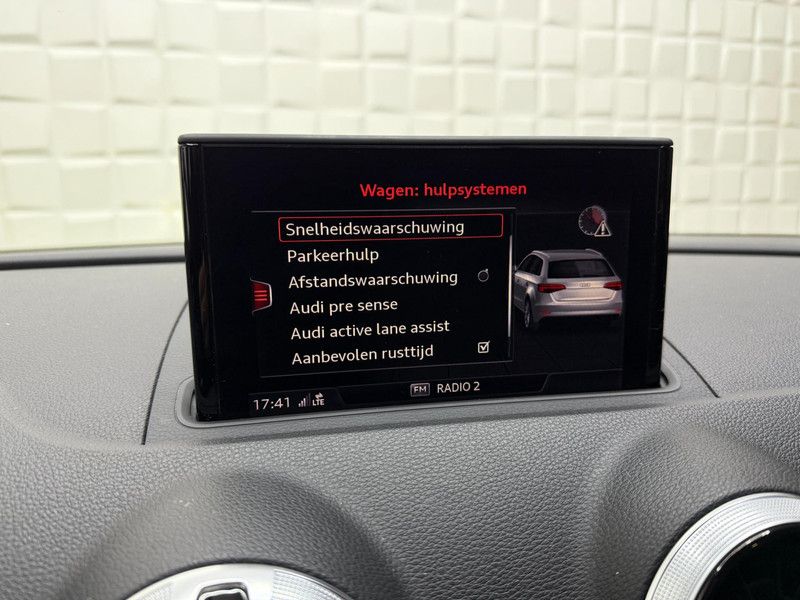 Wagen: hulpsystemen
Snelheidswaarschuwing
Parkeerhulp
Afstandswaarschuwing
Audi pre sense
Audi active lane assist
Aanbevolen rusttijd
FM RADIO 2
17:41 LTE